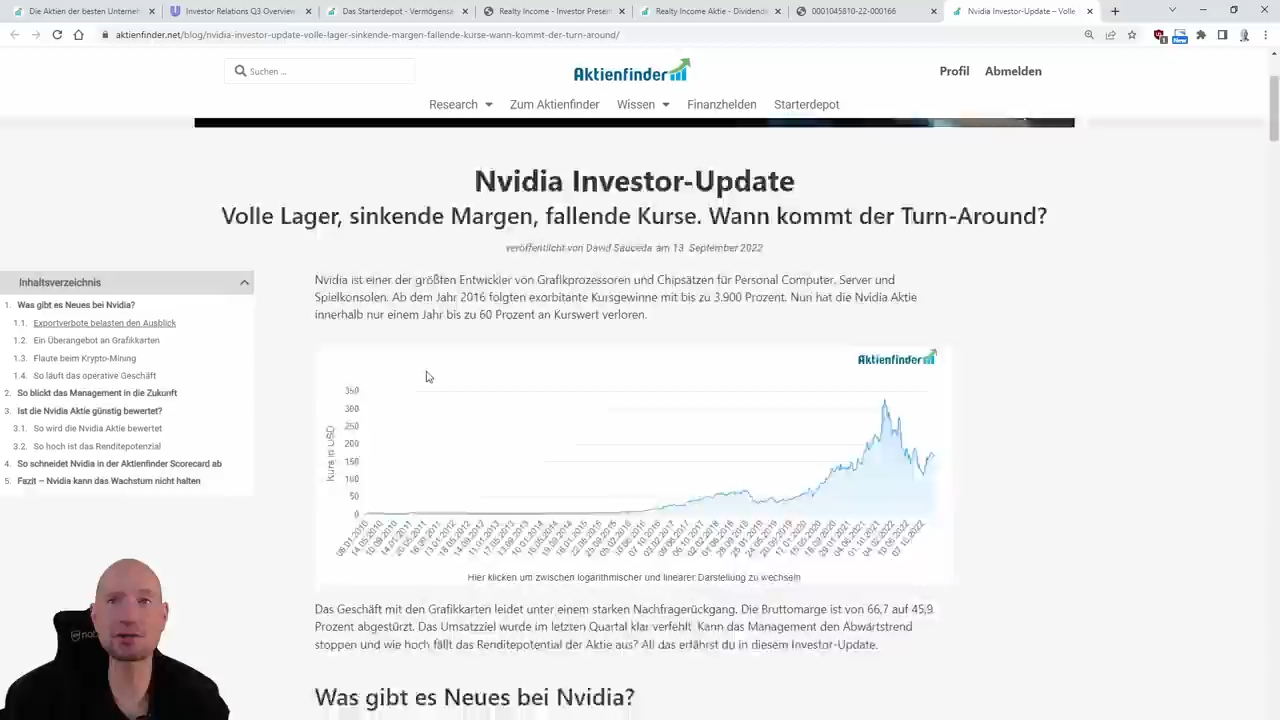 Die Aktien der besten Unterneh
Investor Relations Q3 Overview
Das Starterdepot – Vermögensa
Realty Income - Investor Presen
Realty Income Aktie - Dividende
0001045810-22-000166
Nvidia Investor-Update – Volle
aktienfinder.net/blog/nvidia-investor-update-volle-lager-sinkende-margen-fallende-kurse-wann-kommt-der-turn-around/
Suchen ...
Aktienfinder
Profil
Abmelden
Research
Zum Aktienfinder
Wissen
Finanzhelden
Starterdepot
Nvidia Investor-Update
Volle Lager, sinkende Margen, fallende Kurse. Wann kommt der Turn-Around?
veröffentlicht von David Sauceda am 13. September 2022
Inhaltsverzeichnis
1. Was gibt es Neues bei Nvidia?
1.1. Exportverbote belasten den Ausblick
1.2. Ein Überangebot an Grafikkarten
1.3. Flaute beim Krypto-Mining
1.4. So läuft das operative Geschäft
2. So blickt das Management in die Zukunft
3. Ist die Nvidia Aktie günstig bewertet?
3.1. So wird die Nvidia Aktie bewertet
3.2. So hoch ist das Renditepotenzial
4. So schneidet Nvidia in der Aktienfinder Scorecard ab
5. Fazit – Nvidia kann das Wachstum nicht halten
Nvidia ist einer der größten Entwickler von Grafikprozessoren und Chipsätzen für Personal Computer, Server und
Spielkonsolen. Ab dem Jahr 2016 folgten exorbitante Kursgewinne mit bis zu 3.900 Prozent. Nun hat die Nvidia Aktie
innerhalb nur einem Jahr bis zu 60 Prozent an Kurswert verloren.
Aktienfinder
Kurs in USD
350
300
250
200
150
100
50
0
Hier klicken um zwischen logarithmischer und linearer Darstellung zu wechseln
Das Geschäft mit den Grafikkarten leidet unter einem starken Nachfragerückgang. Die Bruttomarge ist von 66,7 auf 45,9
Prozent abgestürzt. Das Umsatzziel wurde im letzten Quartal klar verfehlt. Kann das Management den Abwärtstrend
stoppen und wie hoch fällt das Renditepotential der Aktie aus? All das erfährst du in diesem Investor-Update.
Was gibt es Neues bei Nvidia?